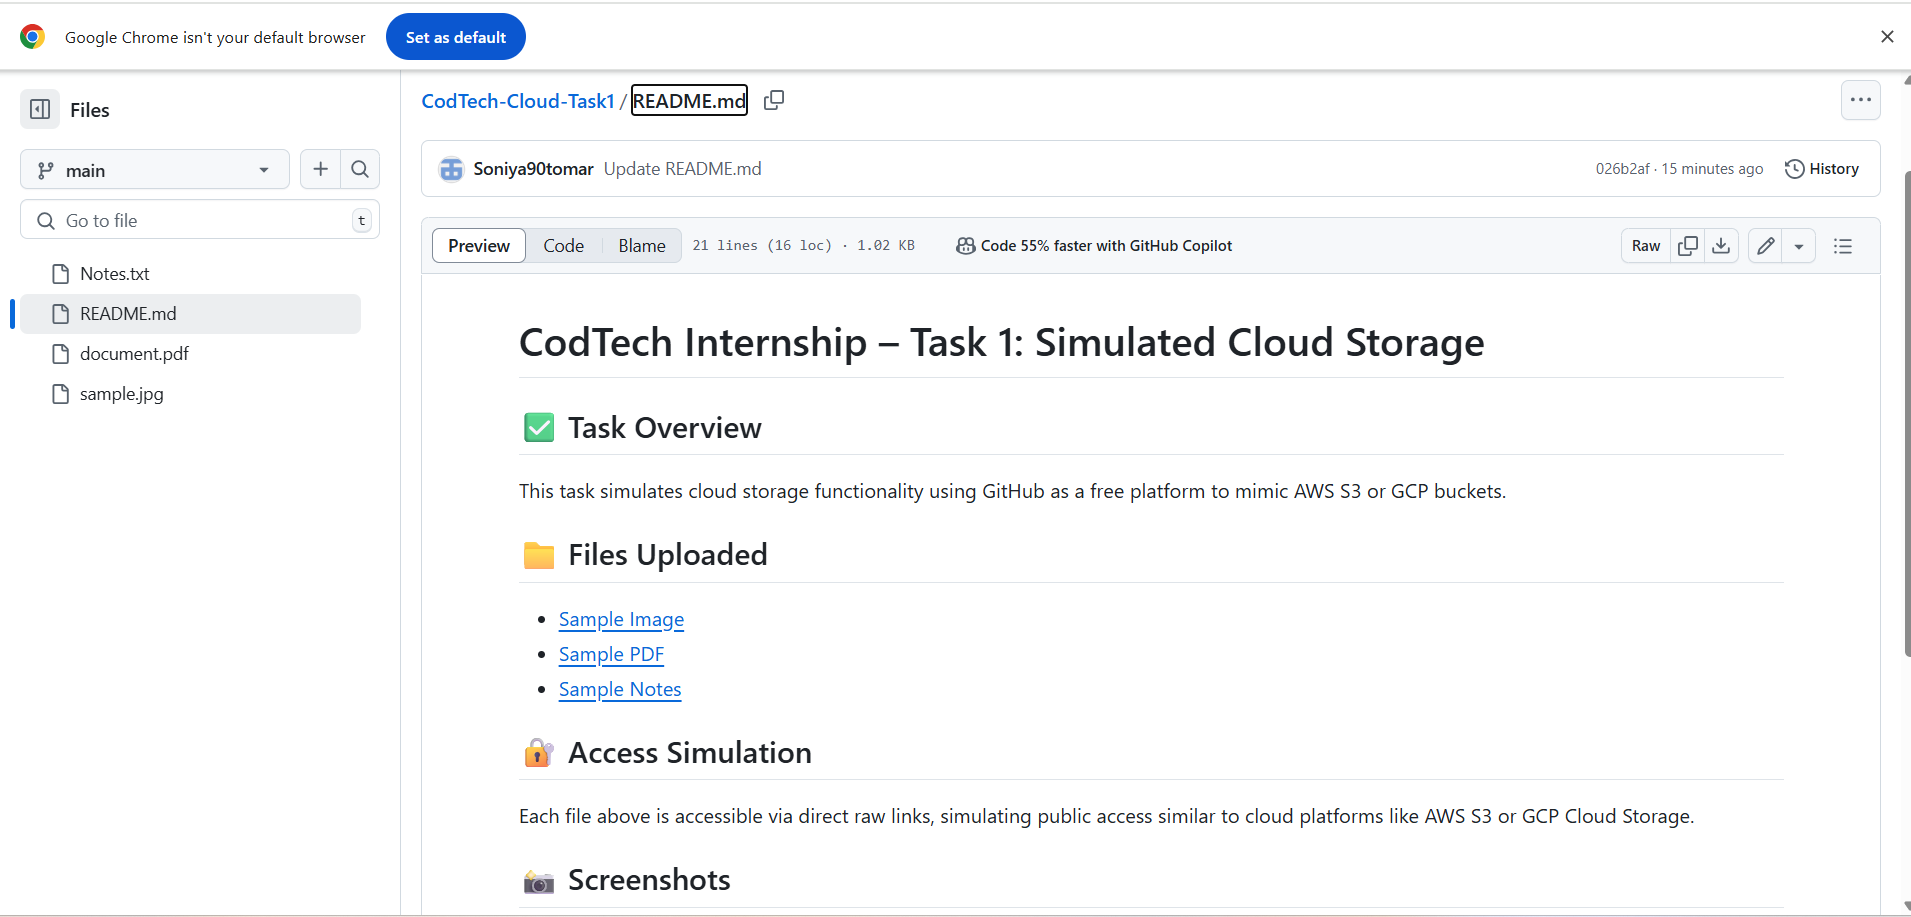 Google Chrome isn't your default browser
Set as default
Files
main
Go to file
t
Notes.txt
README.md
document.pdf
sample.jpg
CodTech-Cloud-Task1 / README.md
Soniya90tomar Update README.md
026b2af · 15 minutes ago
History
Preview
Code
Blame
21 lines (16 loc) · 1.02 KB
Code 55% faster with GitHub Copilot
Raw
CodTech Internship – Task 1: Simulated Cloud Storage
✅ Task Overview
This task simulates cloud storage functionality using GitHub as a free platform to mimic AWS S3 or GCP buckets.
📁 Files Uploaded
• Sample Image
• Sample PDF
• Sample Notes
🔐 Access Simulation
Each file above is accessible via direct raw links, simulating public access similar to cloud platforms like AWS S3 or GCP Cloud Storage.
📸 Screenshots